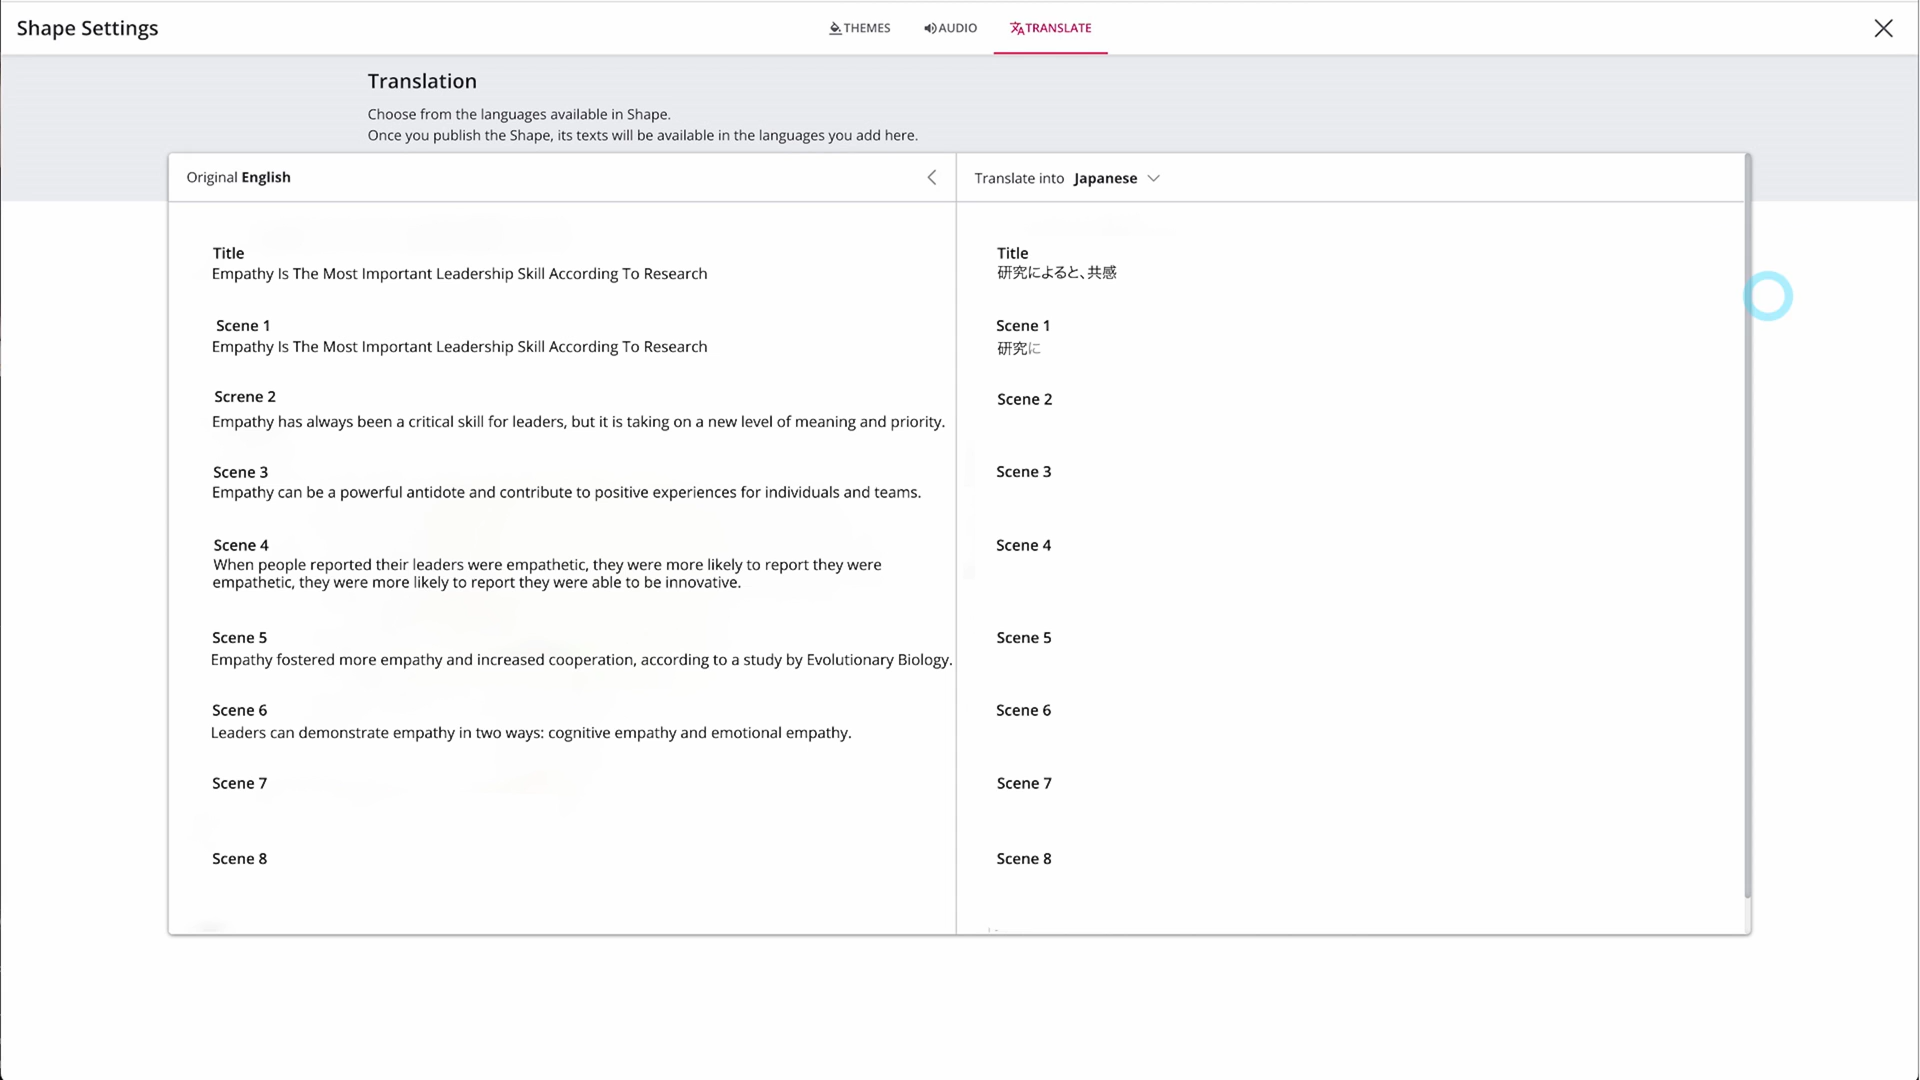 Shape Settings
THEMES
AUDIO
TRANSLATE
Translation
Choose from the languages available in Shape.
Once you publish the Shape, its texts will be available in the languages you add here.
Original English
Title
Empathy Is The Most Important Leadership Skill According To Research
Scene 1
Empathy Is The Most Important Leadership Skill According To Research
Screne 2
Empathy has always been a critical skill for leaders, but it is taking on a new level of meaning and priority.
Scene 3
Empathy can be a powerful antidote and contribute to positive experiences for individuals and teams.
Scene 4
When people reported their leaders were empathetic, they were more likely to report they were
empathetic, they were more likely to report they were able to be innovative.
Scene 5
Empathy fostered more empathy and increased cooperation, according to a study by Evolutionary Biology.
Scene 6
Leaders can demonstrate empathy in two ways: cognitive empathy and emotional empathy.
Scene 7
Scene 8
Translate into Japanese
Title
研究によると、共感
Scene 1
研究に
Scene 2
Scene 3
Scene 4
Scene 5
Scene 6
Scene 7
Scene 8